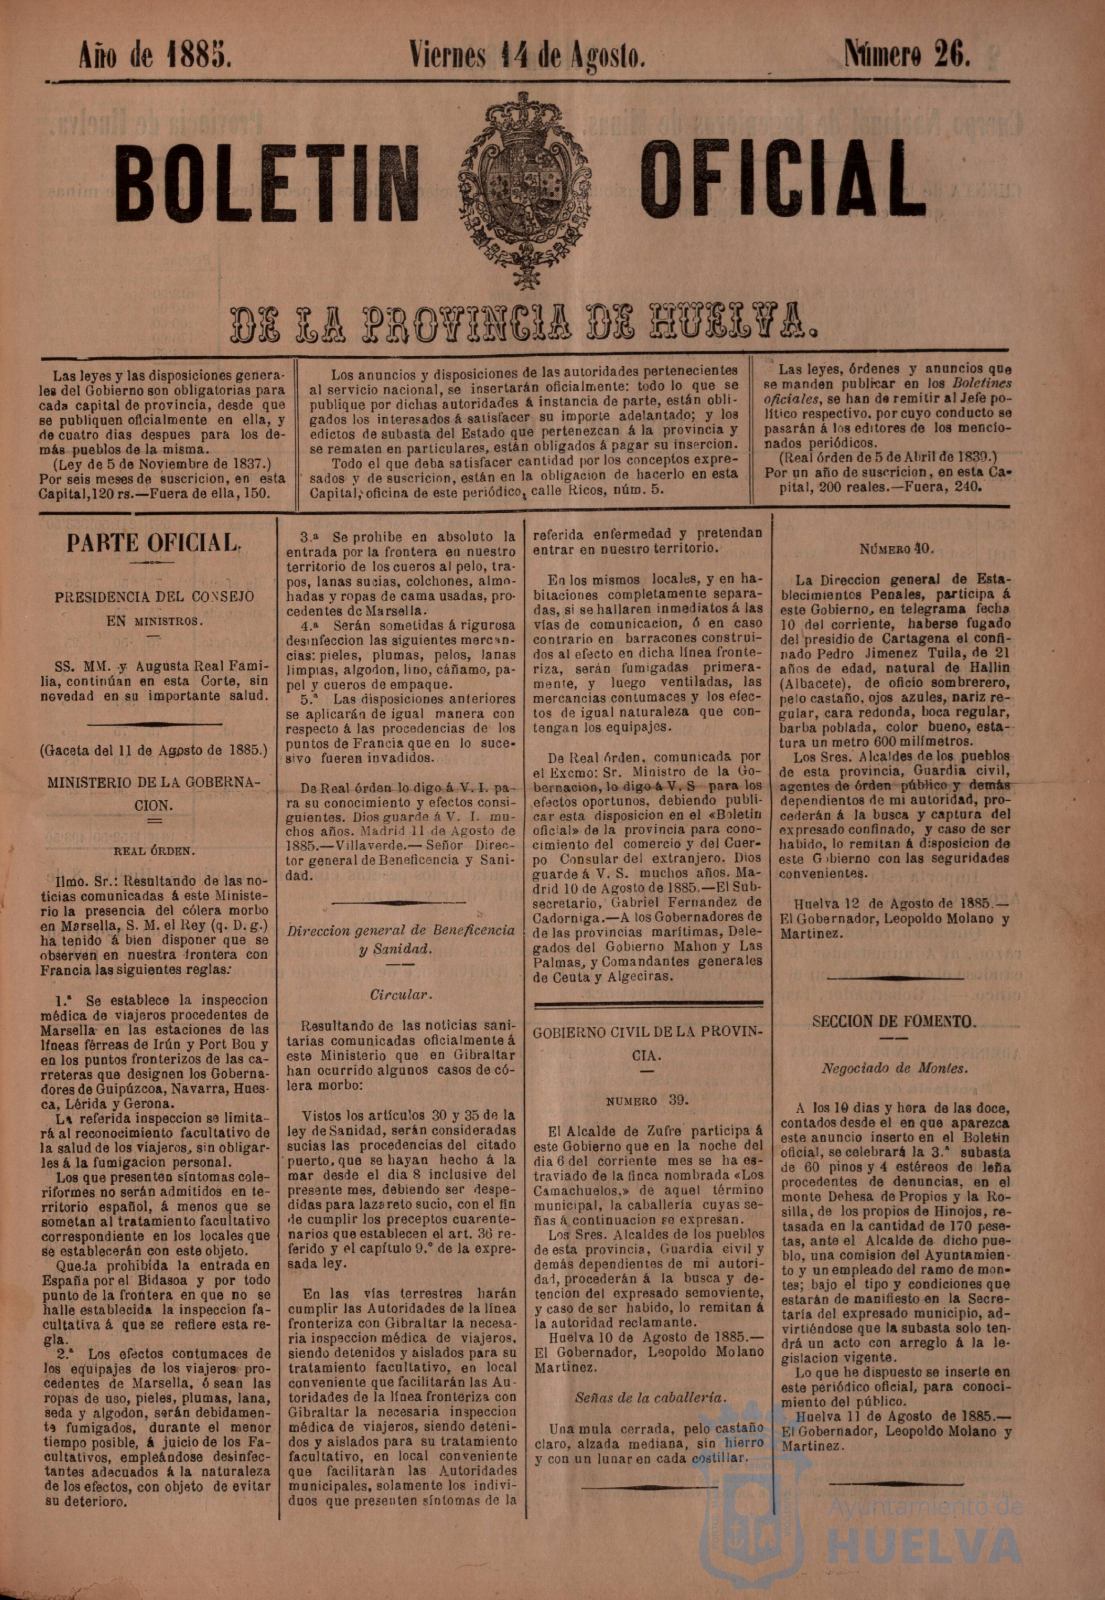 Año de 1885.
Viernes 14 de Agosto.
Número 26.
BOLETIN OFICIAL
DE LA PROVINCIA DE HUELVA.
Las leyes y las disposiciones genera-
les del Gobierno son obligatorias para
cada capital de provincia, desde que
se publiquen oficialmente en ella, y
de cuatro dias despues para los de-
más pueblos de la misma.
(Ley de 5 de Noviembre de 1837.)
Por seis meses de suscricion, en esta
Capital, 120 rs.—Fuera de ella, 150.
Los anuncios y disposiciones de las autoridades pertenecientes
al servicio nacional, se insertarán oficialmente: todo lo que se
publique por dichas autoridades á instancia de parte, están obli-
gados los interesados á satisfacer su importe adelantado; y los
edictos de subasta del Estado que pertenezcan á la provincia y
se rematen en particulares, están obligados á pagar su insercion.
Todo el que deba satisfacer cantidad por los conceptos expre-
sados y de suscricion, están en la obligacion de hacerlo en esta
Capital, oficina de este periódico, calle Ricos, núm. 5.
Las leyes, órdenes y anuncios que
se manden publicar en los Boletines
oficiales, se han de remitir al Jefe po-
lítico respectivo, por cuyo conducto se
pasarán á los editores de los mencio-
nados periódicos.
(Real órden de 5 de Abril de 1839.)
Por un año de suscricion, en esta Ca-
pital, 200 reales.—Fuera, 240.
PARTE OFICIAL.
PRESIDENCIA DEL CONSEJO
EN MINISTROS.
SS. MM. y Augusta Real Fami-
lia, continúan en esta Corte, sin
novedad en su importante salud.
(Gaceta del 11 de Agosto de 1885.)
MINISTERIO DE LA GOBERNA-
CION.
REAL ÓRDEN.
Ilmo. Sr.: Resultando de las no-
ticias comunicadas á este Ministe-
rio la presencia del cólera morbo
en Marsella, S. M. el Rey (q. D. g.)
ha tenido á bien disponer que se
observen en nuestra frontera con
Francia las siguientes reglas:
1.ª Se establece la inspeccion
médica de viajeros procedentes de
Marsella en las estaciones de las
líneas férreas de Irún y Port Bou y
en los puntos fronterizos de las ca-
rreteras que designen los Goberna-
dores de Guipúzcoa, Navarra, Hues-
ca, Lérida y Gerona.
La referida inspeccion se limita-
rá al reconocimiento facultativo de
la salud de los viajeros, sin obligar-
les á la fumigacion personal.
Los que presenten síntomas cole-
riformes no serán admitidos en te-
rritorio español, á menos que se
sometan al tratamiento facultativo
correspondiente en los locales que
se establecerán con este objeto.
Queda prohibida la entrada en
España por el Bidasoa y por todo
punto de la frontera en que no se
halle establecida la inspeccion fa-
cultativa á que se refiere esta re-
gla.
2.ª Los efectos contumaces de
los equipajes de los viajeros pro-
cedentes de Marsella, ó sean las
ropas de uso, pieles, plumas, lana,
seda y algodon, serán debidamen-
te fumigados, durante el menor
tiempo posible, á juicio de los Fa-
cultativos, empleándose desinfec-
tantes adecuados á la naturaleza
de los efectos, con objeto de evitar
su deterioro.
3.ª Se prohibe en absoluto la
entrada por la frontera en nuestro
territorio de los cueros al pelo, tra-
pos, lanas sucias, colchones, almo-
hadas y ropas de cama usadas, pro-
cedentes de Marsella.
4.ª Serán sometidas á rigurosa
desinfeccion las siguientes mercan-
cias: pieles, plumas, pelos, lanas
limpias, algodon, lino, cáñamo, pa-
pel y cueros de empaque.
5.ª Las disposiciones anteriores
se aplicarán de igual manera con
respecto á las procedencias de los
puntos de Francia que en lo suce-
sivo fueren invadidos.
De Real órden lo digo á V. I. pa-
ra su conocimiento y efectos consi-
guientes. Dios guarde á V. I. mu-
chos años. Madrid 11 de Agosto de
1885.—Villaverde.—Señor Direc-
tor general de Beneficencia y Sani-
dad.
Direccion general de Beneficencia
y Sanidad.
Circular.
Resultando de las noticias sani-
tarias comunicadas oficialmente á
este Ministerio que en Gibraltar
han ocurrido algunos casos de có-
lera morbo:
Vistos los artículos 30 y 35 de la
ley de Sanidad, serán consideradas
sucias las procedencias del citado
puerto, que se hayan hecho á la
mar desde el dia 8 inclusive del
presente mes, debiendo ser despe-
didas para lazareto sucio, con el fin
de cumplir los preceptos cuarente-
narios que establecen el art. 36 re-
ferido y el capítulo 9.º de la expre-
sada ley.
En las vías terrestres harán
cumplir las Autoridades de la línea
fronteriza con Gibraltar la necesa-
ria inspeccion médica de viajeros,
siendo detenidos y aislados para su
tratamiento facultativo, en local
conveniente que facilitarán las Au-
toridades de la línea fronteriza con
Gibraltar la necesaria inspeccion
médica de viajeros, siendo deteni-
dos y aislados para su tratamiento
facultativo, en local conveniente
que facilitarán las Autoridades
municipales, solamente los indivi-
duos que presenten síntomas de la
referida enfermedad y pretendan
entrar en nuestro territorio.
En los mismos locales, y en ha-
bitaciones completamente separa-
das, si se hallaren inmediatos á las
vías de comunicacion, ó en caso
contrario en barracones construi-
dos al efecto en dicha línea fronte-
riza, serán fumigadas primera-
mente, y luego ventiladas, las
mercancias contumaces y los efec-
tos de igual naturaleza que con-
tengan los equipajes.
De Real órden, comunicada por
el Excmo: Sr. Ministro de la Go-
bernacion, lo digo á V. S para los
efectos oportunos, debiendo publi-
car esta disposicion en el «Boletin
oficial» de la provincia para cono-
cimiento del comercio y del Cuer-
po Consular del extranjero. Dios
guarde á V. S. muchos años. Ma-
drid 10 de Agosto de 1885.—El Sub-
secretario, Gabriel Fernandez de
Cadorniga.—A los Gobernadores de
de las provincias marítimas, Dele-
gados del Gobierno Mahon y Las
Palmas, y Comandantes generales
de Ceuta y Algeciras.
GOBIERNO CIVIL DE LA PROVIN-
CIA.
NUMERO 39.
El Alcalde de Zufre participa á
este Gobierno que en la noche del
dia 6 del corriente mes se ha es-
traviado de la finca nombrada «Los
Camachuelos,» de aquel término
municipal, la caballería cuyas se-
ñas á continuacion se expresan.
Los Sres. Alcaldes de los pueblos
de esta provincia, Guardia civil y
demás dependientes de mi autori-
dad, procederán á la busca y de-
tencion del expresado semoviente,
y caso de ser habido, lo remitan á
la autoridad reclamante.
Huelva 10 de Agosto de 1885.—
El Gobernador, Leopoldo Molano
Martinez.
Señas de la caballería.
Una mula cerrada, pelo castaño
claro, alzada mediana, sin hierro
y con un lunar en cada costillar.
NÚMERO 40.
La Direccion general de Esta-
blecimientos Penales, participa á
este Gobierno, en telegrama fecha
10 del corriente, haberse fugado
del presidio de Cartagena el confi-
nado Pedro Jimenez Tuila, de 21
años de edad, natural de Hallin
(Albacete), de oficio sombrerero,
pelo castaño, ojos azules, nariz re-
gular, cara redonda, boca regular,
barba poblada, color bueno, esta-
tura un metro 600 milímetros.
Los Sres. Alcaldes de los pueblos
de esta provincia, Guardia civil,
agentes de órden público y demás
dependientes de mi autoridad, pro-
cederán á la busca y captura del
expresado confinado, y caso de ser
habido, lo remitan á disposicion de
este Gobierno con las seguridades
convenientes.
Huelva 12 de Agosto de 1885.—
El Gobernador, Leopoldo Molano y
Martinez.
SECCION DE FOMENTO.
Negociado de Montes.
A los 10 dias y hora de las doce,
contados desde el en que aparezca
este anuncio inserto en el Boletin
oficial, se celebrará la 3.ª subasta
de 60 pinos y 4 estéreos de leña
procedentes de denuncias, en el
monte Dehesa de Propios y la Ro-
silla, de los propios de Hinojos, re-
tasada en la cantidad de 170 pese-
tas, ante el Alcalde de dicho pue-
blo, una comision del Ayuntamien-
to y un empleado del ramo de mon-
tes; bajo el tipo y condiciones que
estarán de manifiesto en la Secre-
taría del expresado municipio, ad-
virtiéndose que la subasta solo ten-
drá un acto con arreglo á la le-
gislacion vigente.
Lo que he dispuesto se inserte en
este periódico oficial, para conoci-
miento del público.
Huelva 11 de Agosto de 1885.—
El Gobernador, Leopoldo Molano y
Martinez.
Ayuntamiento de
HUELVA